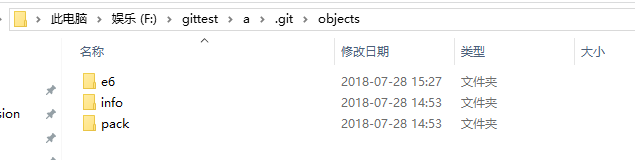 此电脑 > 娱乐 (F:) > gittest > a > .git > objects
名称 修改日期 类型 大小
e6 2018-07-28 15:27 文件夹
info 2018-07-28 14:53 文件夹
sion
pack 2018-07-28 14:53 文件夹